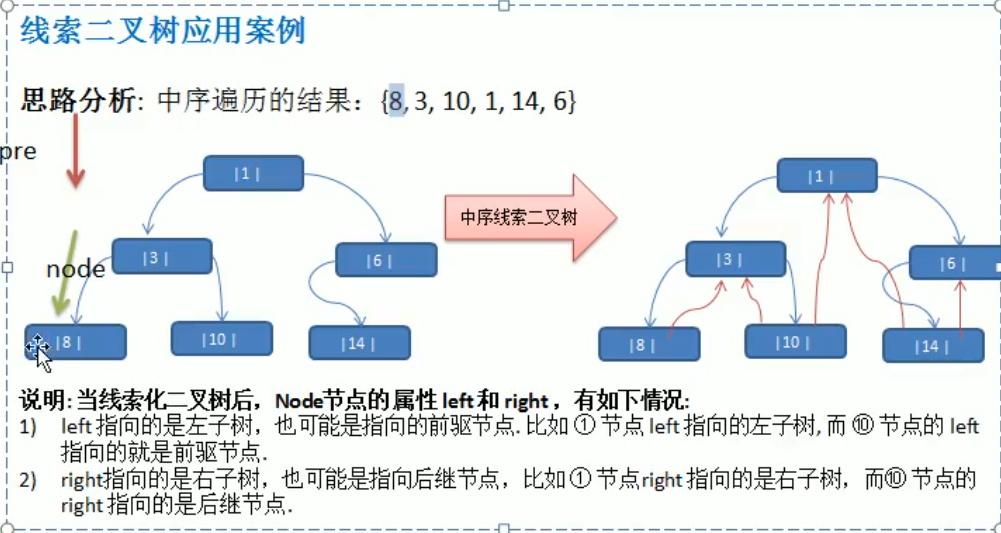 线索二叉树应用案例
思路分析: 中序遍历的结果：{8, 3, 10, 1, 14, 6}
pre
|1 |
|1 |
中序线索二叉树
node
|3 |
|6 |
|3 |
|6 |
|8 |
|10 |
|14 |
|8 |
|10 |
|14 |
说明: 当线索化二叉树后，Node节点的 属性 left 和 right ，有如下情况:
1) left 指向的是左子树，也可能是指向的前驱节点. 比如 ① 节点 left 指向的左子树, 而 ⑩ 节点的 left
指向的就是前驱节点.
2) right指向的是右子树，也可能是指向后继节点，比如 ① 节点right 指向的是右子树，而⑩ 节点的
right 指向的是后继节点.